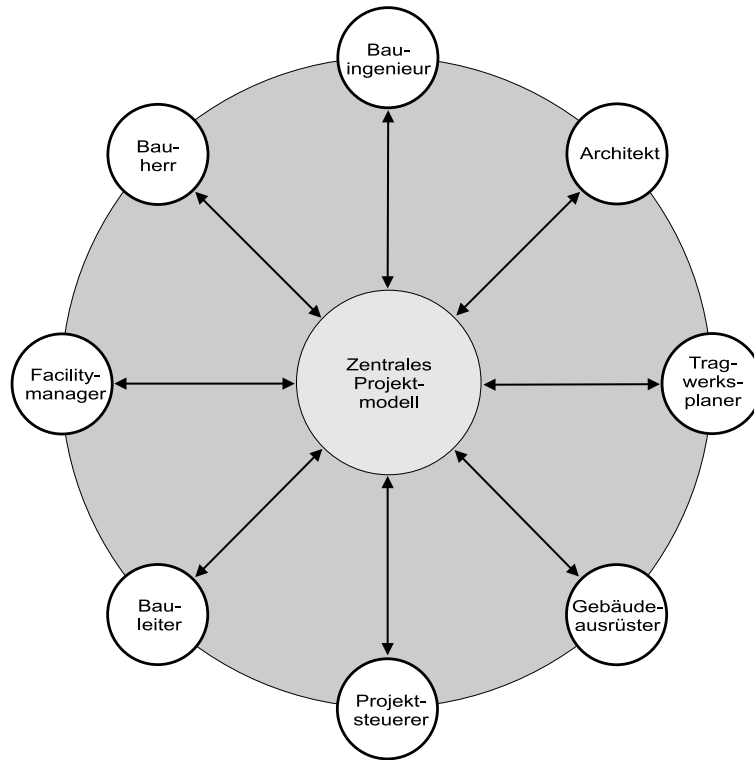 Bau-
ingenieur
Architekt
Bau-
herr
Zentrales
Projekt-
modell
Facility-
manager
Trag-
werks-
planer
Bau-
leiter
Gebäude-
ausrüster
Projekt-
steuerer